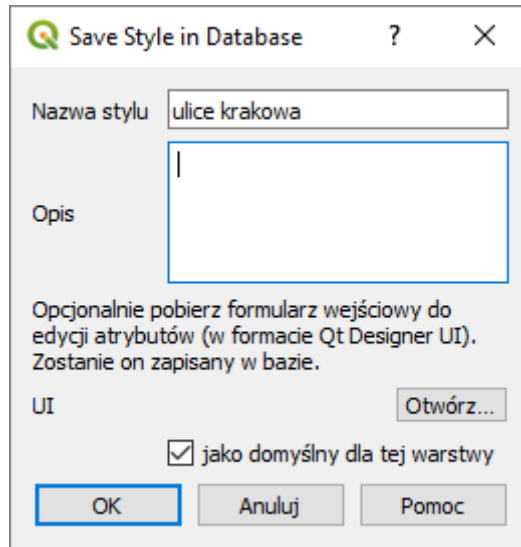 Save Style in Database
Nazwa stylu ulice krakowa
Opis
Opcjonalnie pobierz formularz wejściowy do
edycji atrybutów (w formacie Qt Designer UI).
Zostanie on zapisany w bazie.
UI Otwórz...
jako domyślny dla tej warstwy
OK Anuluj Pomoc